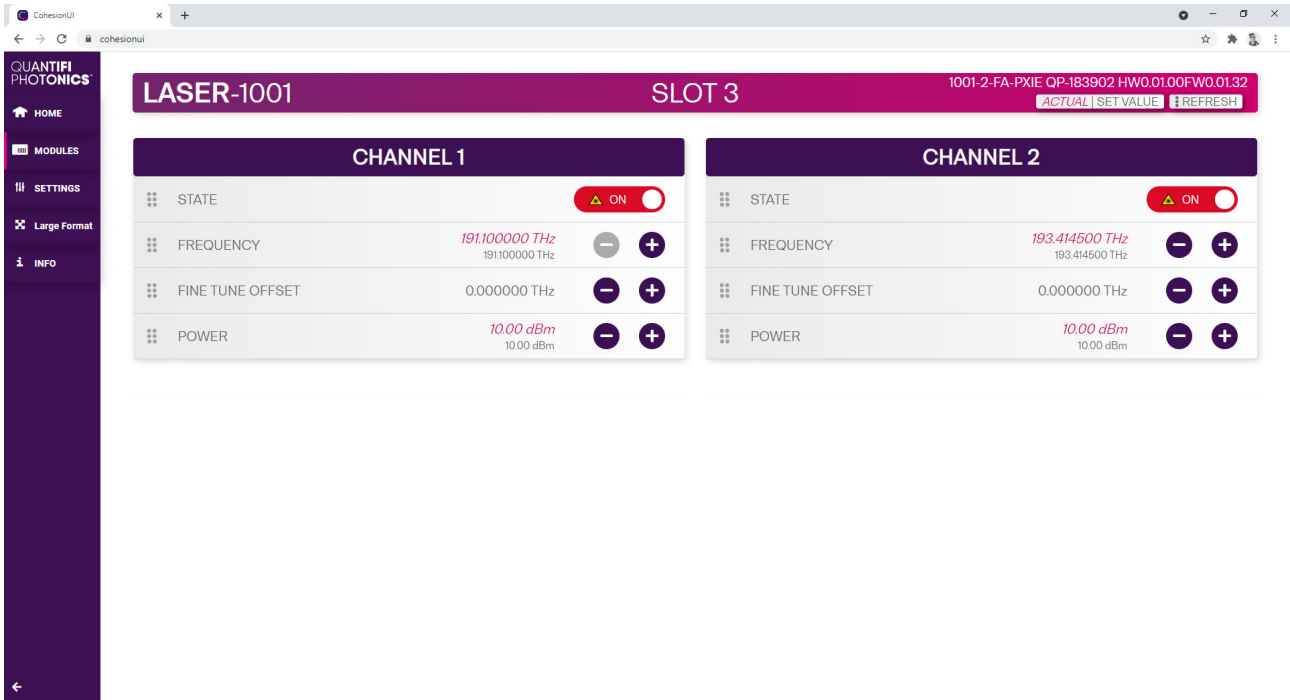 CohesionUI
cohesionui
QUANTIFI
PHOTONICS™
HOME
MODULES
SETTINGS
Large Format
INFO
LASER-1001
SLOT 3
1001-2-FA-PXIE QP-183902 HW0.01.00FW0.01.32
ACTUAL | SET VALUE
REFRESH
CHANNEL 1
STATE
ON
FREQUENCY
191.100000 THz
191.100000 THz
FINE TUNE OFFSET
0.000000 THz
POWER
10.00 dBm
10.00 dBm
CHANNEL 2
STATE
ON
FREQUENCY
193.414500 THz
193.414500 THz
FINE TUNE OFFSET
0.000000 THz
POWER
10.00 dBm
10.00 dBm